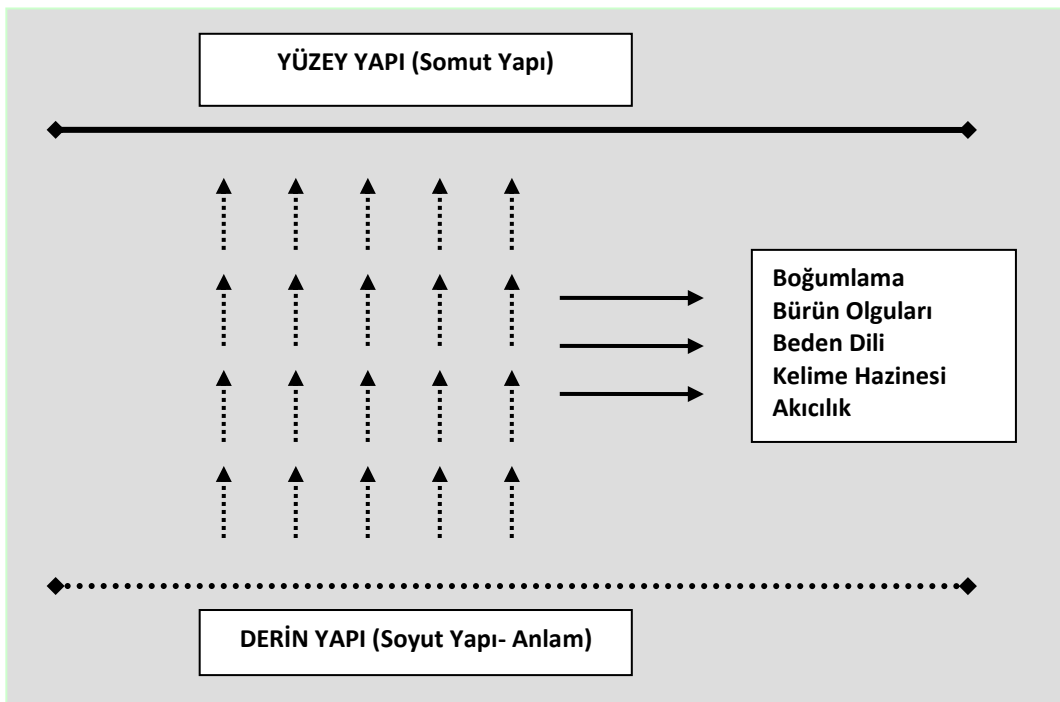 YÜZEY YAPI (Somut Yapı)
Boğumlama
Bürün Olguları
Beden Dili
Kelime Hazinesi
Akıcılık
DERİN YAPI (Soyut Yapı- Anlam)